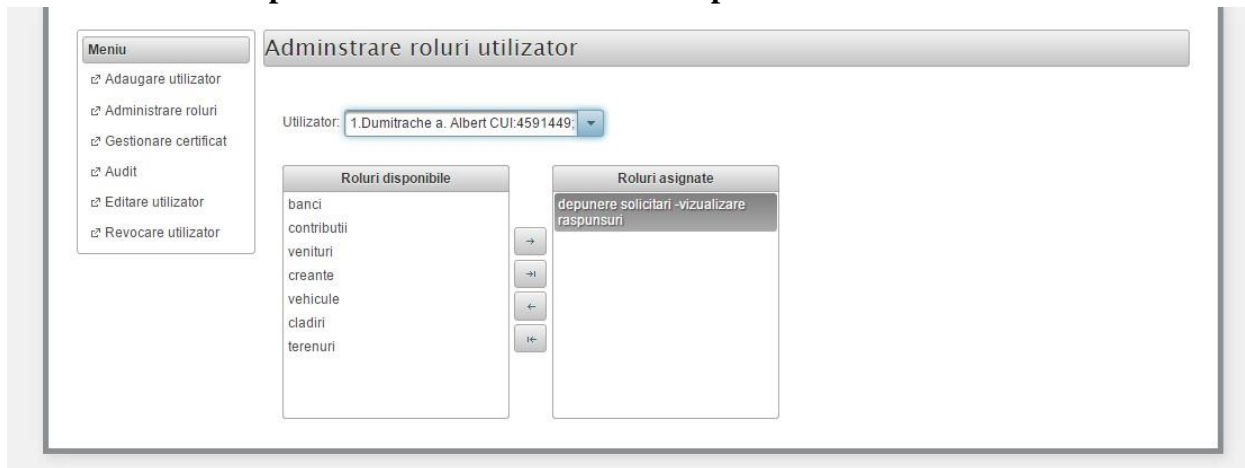 Meniu
Adaugare utilizator
Administrare roluri
Gestionare certificat
Audit
Editare utilizator
Revocare utilizator
Adminstrare roluri utilizator
Utilizator: 1.Dumitrache a. Albert CUI:4591449;
Roluri disponibile
banci
contributii
venituri
creante
vehicule
cladiri
terenuri
Roluri asignate
depunere solicitari -vizualizare
raspunsuri